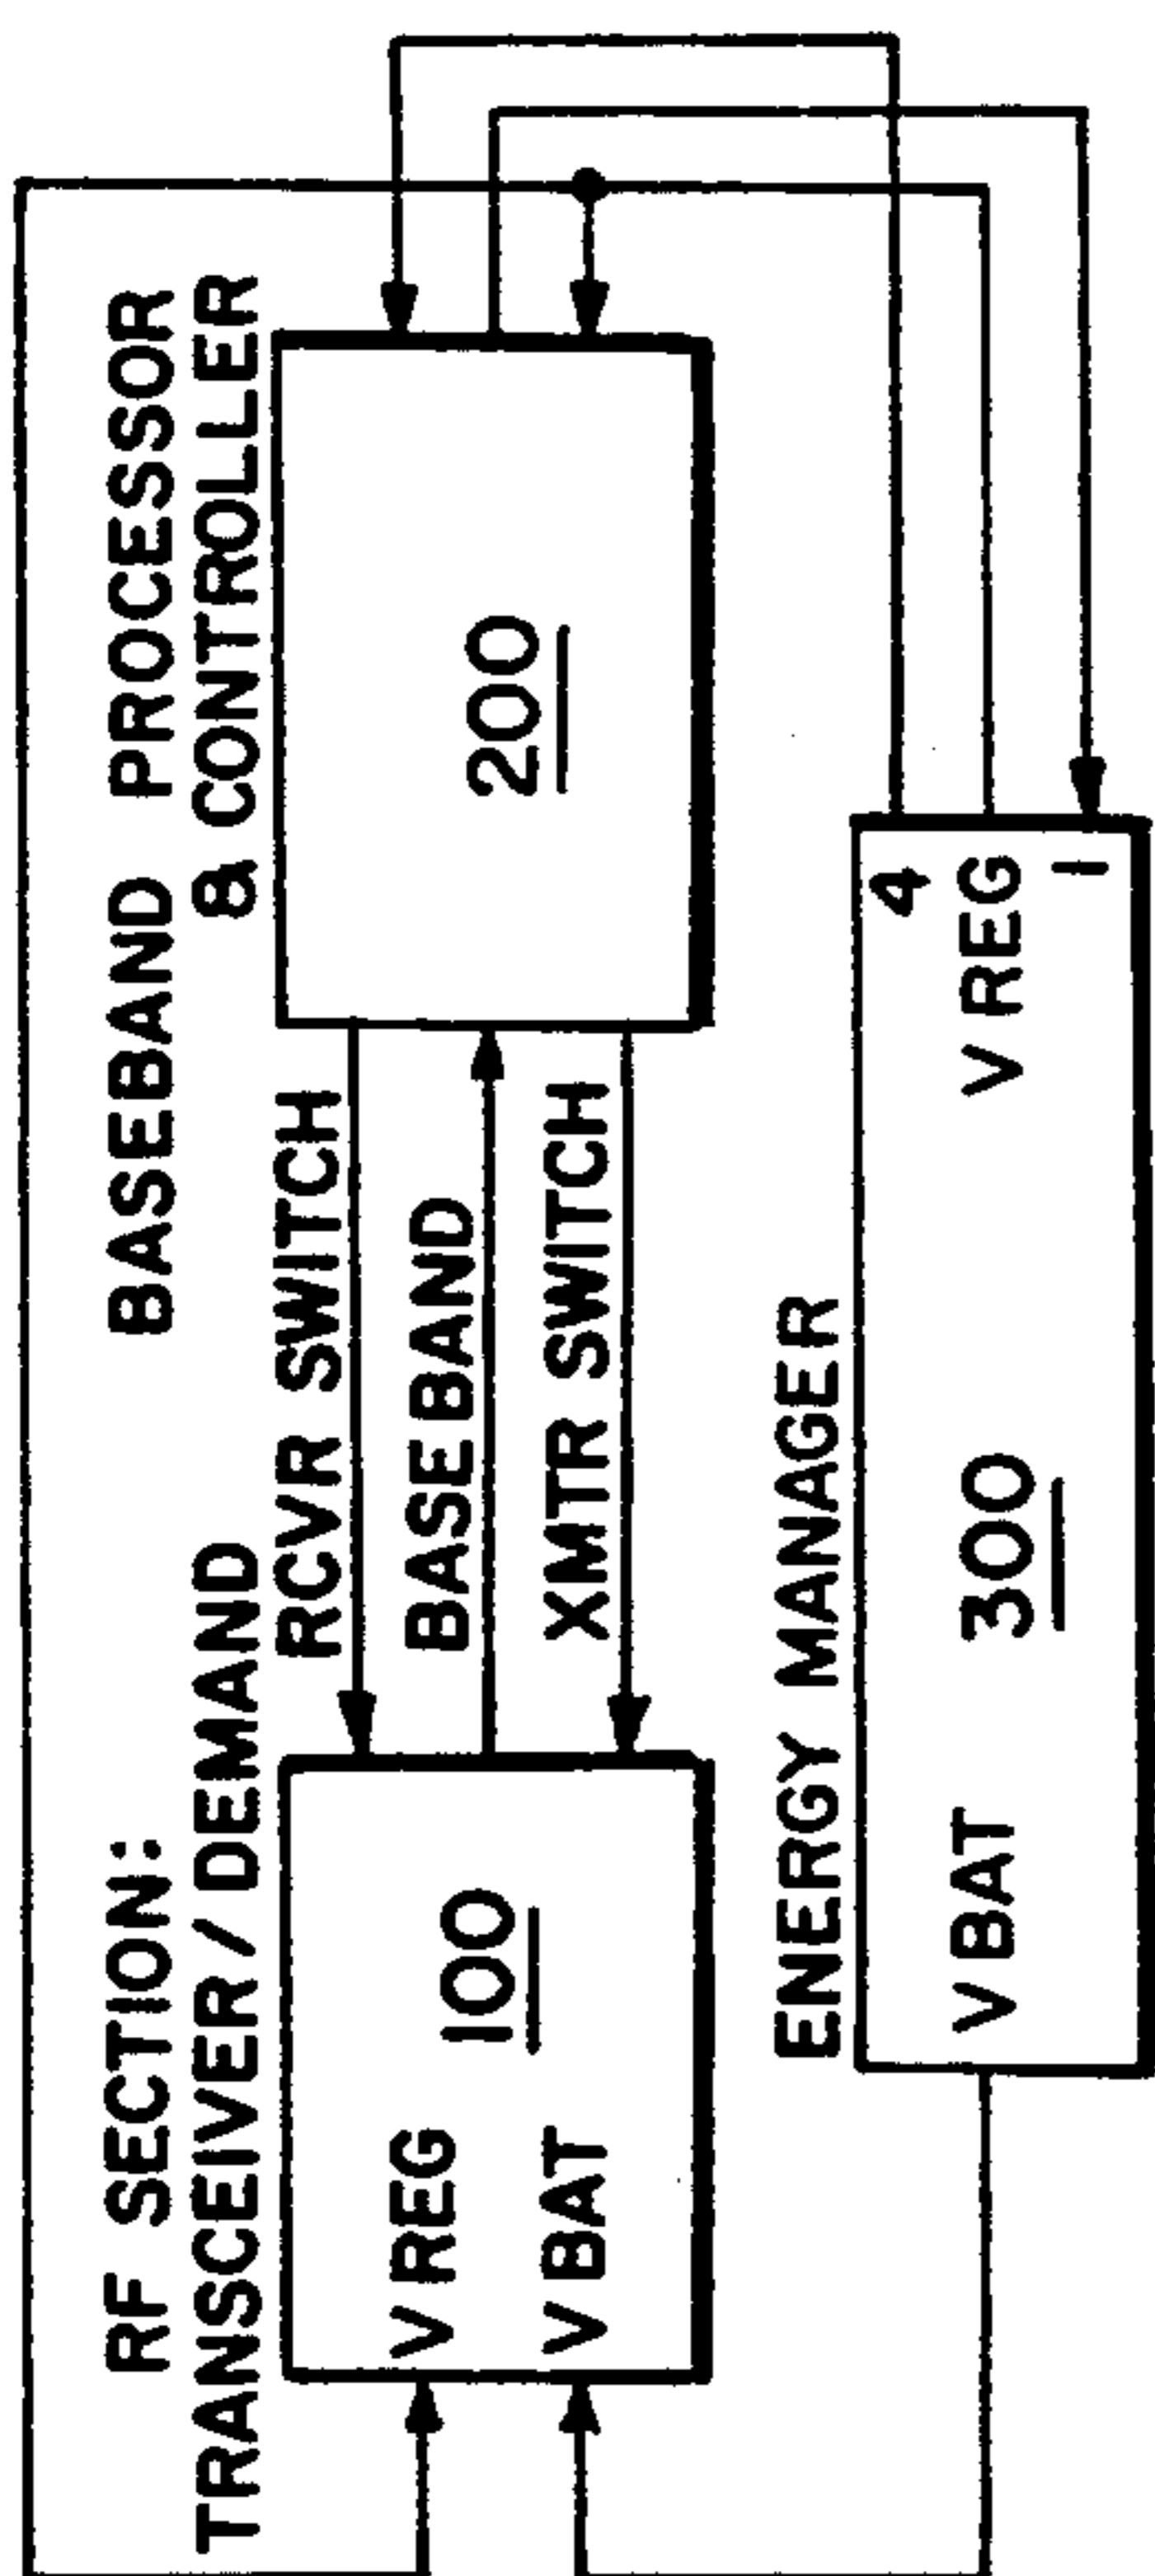 RF SECTION:
TRANSCEIVER / DEMAND
BASEBAND PROCESSOR
& CONTROLLER
V REG
V BAT
100
RCVR SWITCH
BASE BAND
XMTR SWITCH
200
ENERGY MANAGER
V BAT
300
4
V REG
1